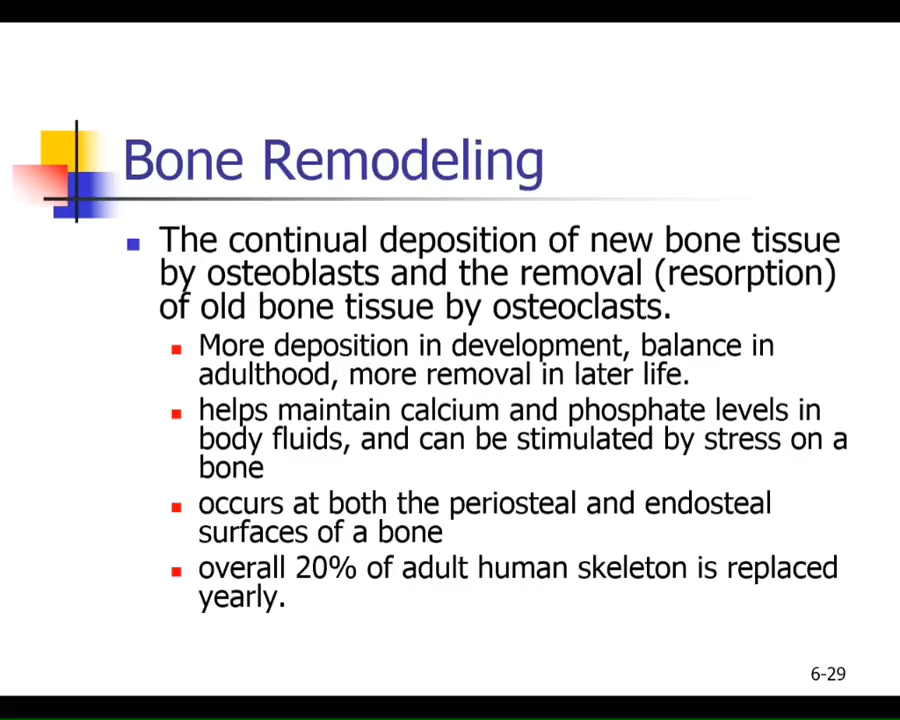 Bone Remodeling
The continual deposition of new bone tissue
by osteoblasts and the removal (resorption)
of old bone tissue by osteoclasts.
More deposition in development, balance in
adulthood, more removal in later life.
helps maintain calcium and phosphate levels in
body fluids, and can be stimulated by stress on a
bone
occurs at both the periosteal and endosteal
surfaces of a bone
overall 20% of adult human skeleton is replaced
yearly.
6-29